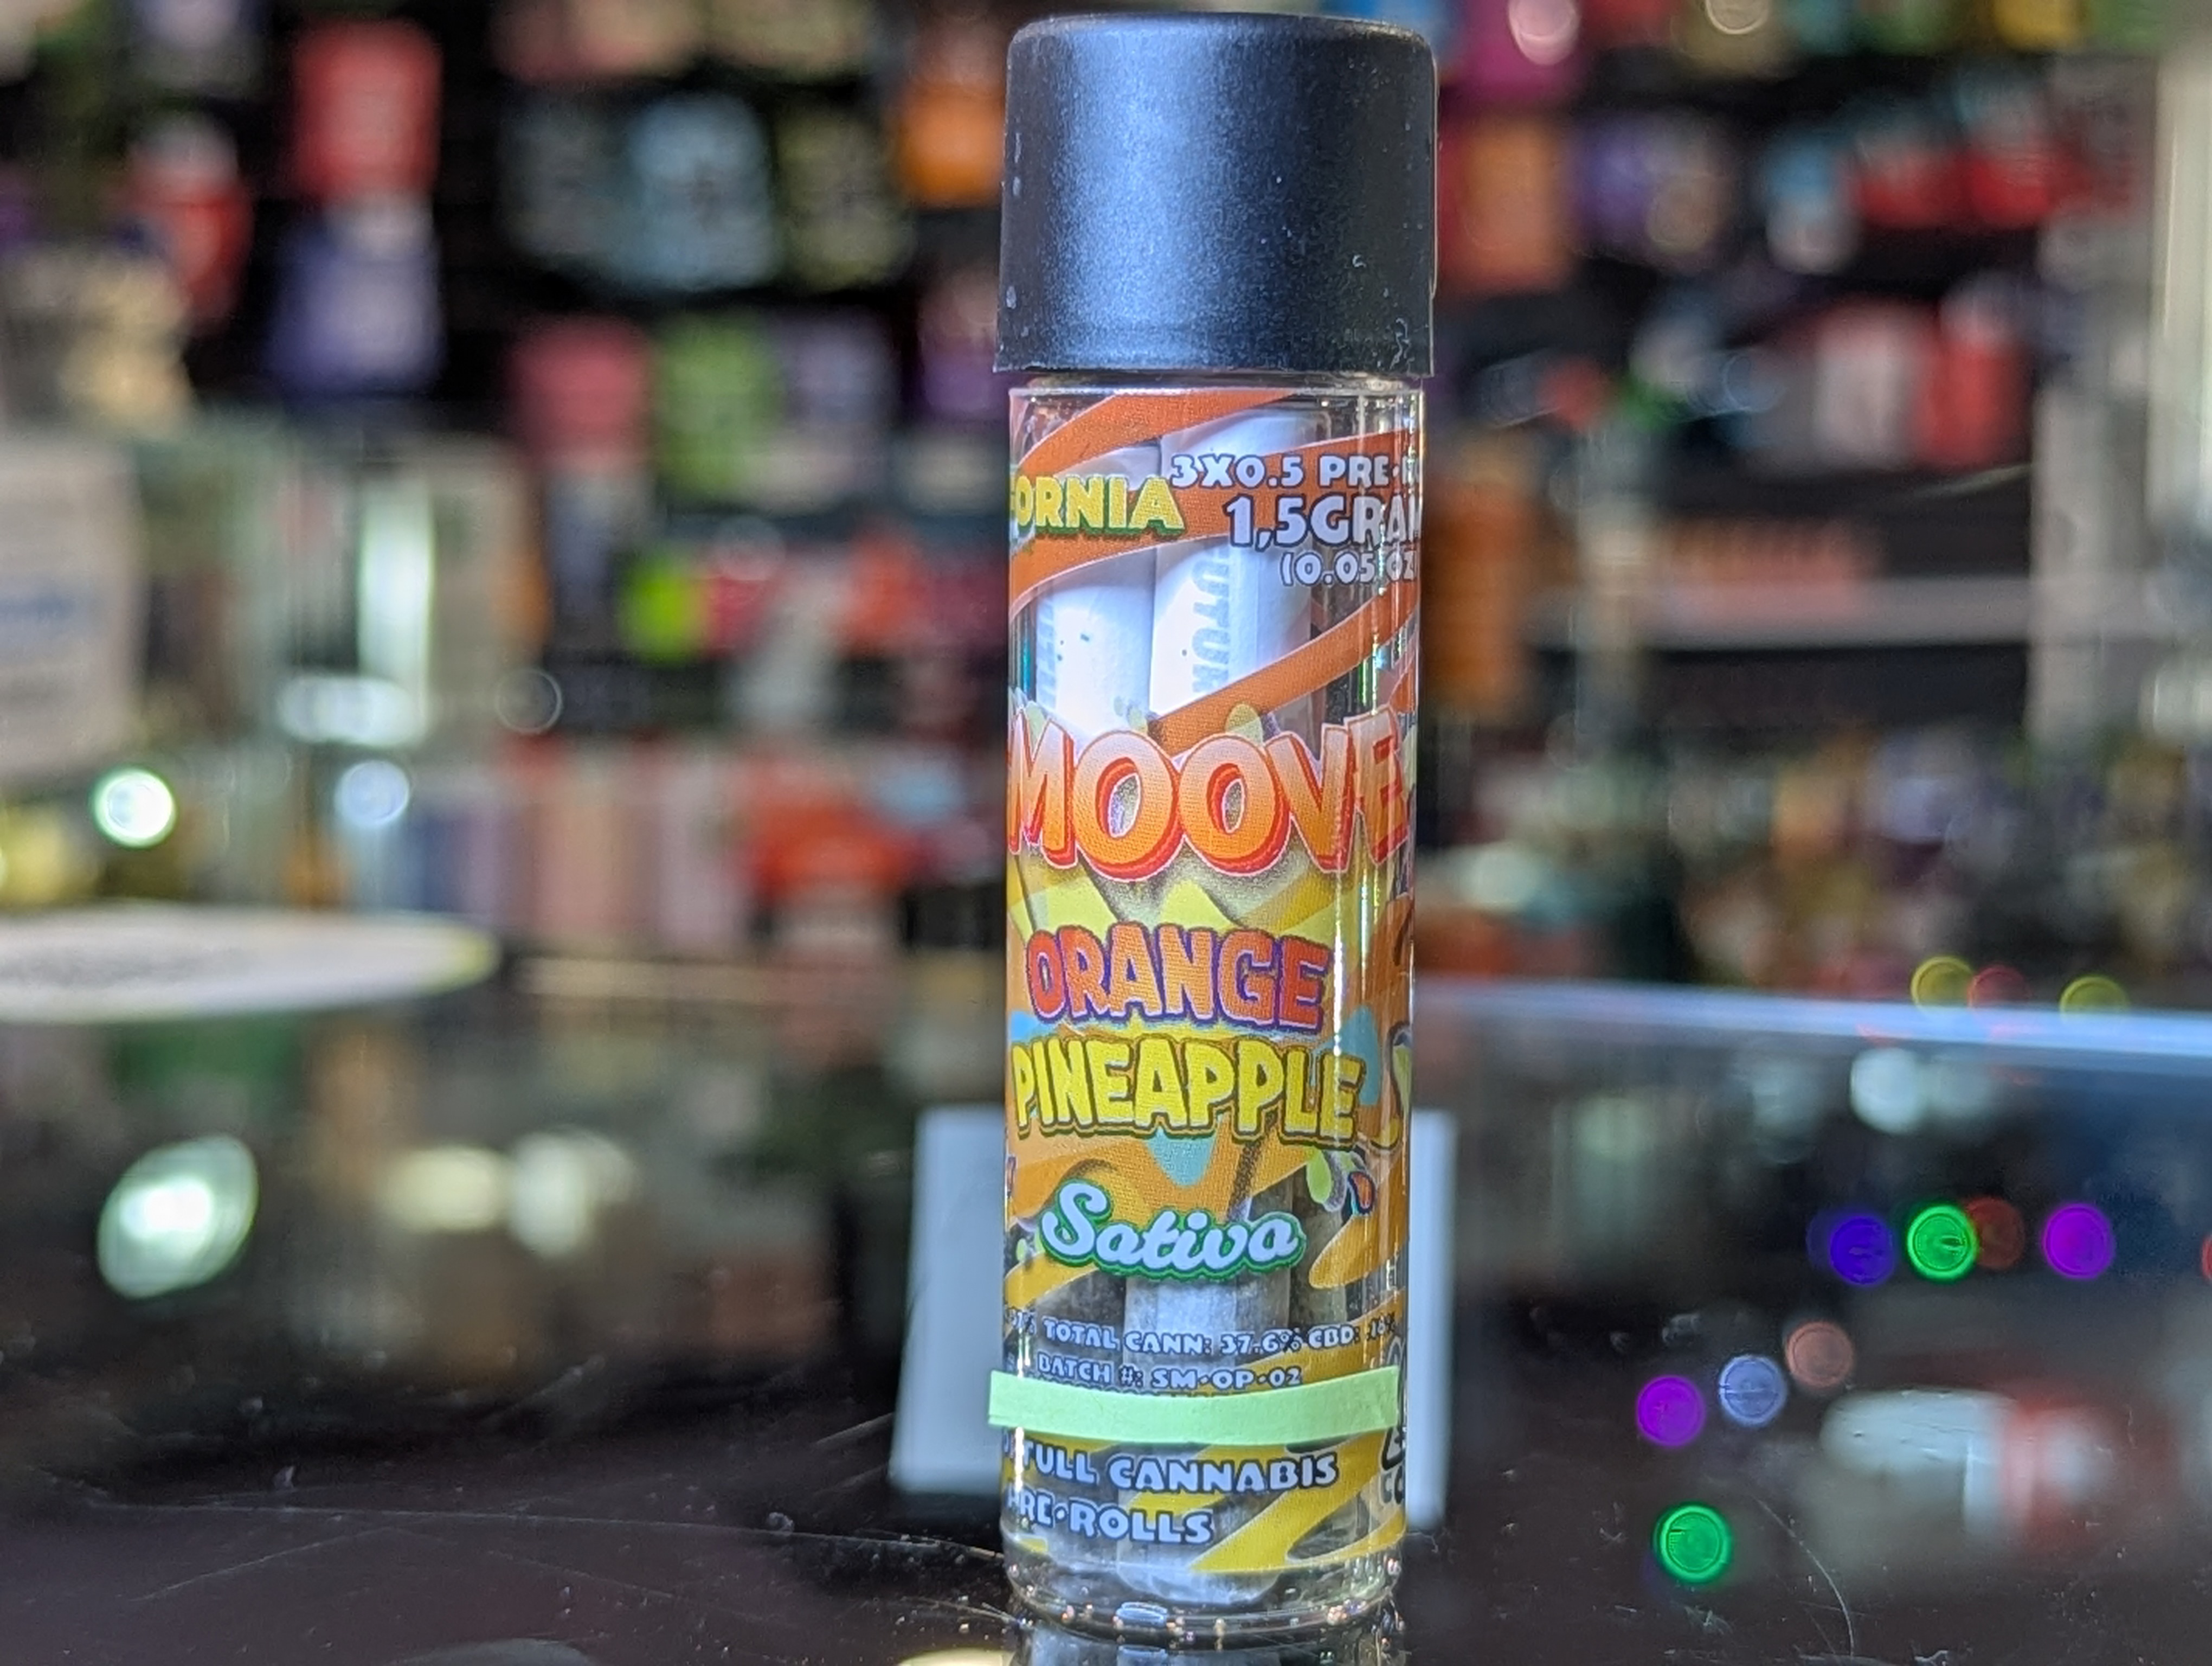 ORNIA
3X0.5 PRE-
1,5GRAM
(0.05 OZ
MOOVE
ORANGE
PINEAPPLE
Sativa
TOTAL CANN: 37.6% CBD:
BATCH #: SM-OP-02
TULL CANNABIS
PRE-ROLLS